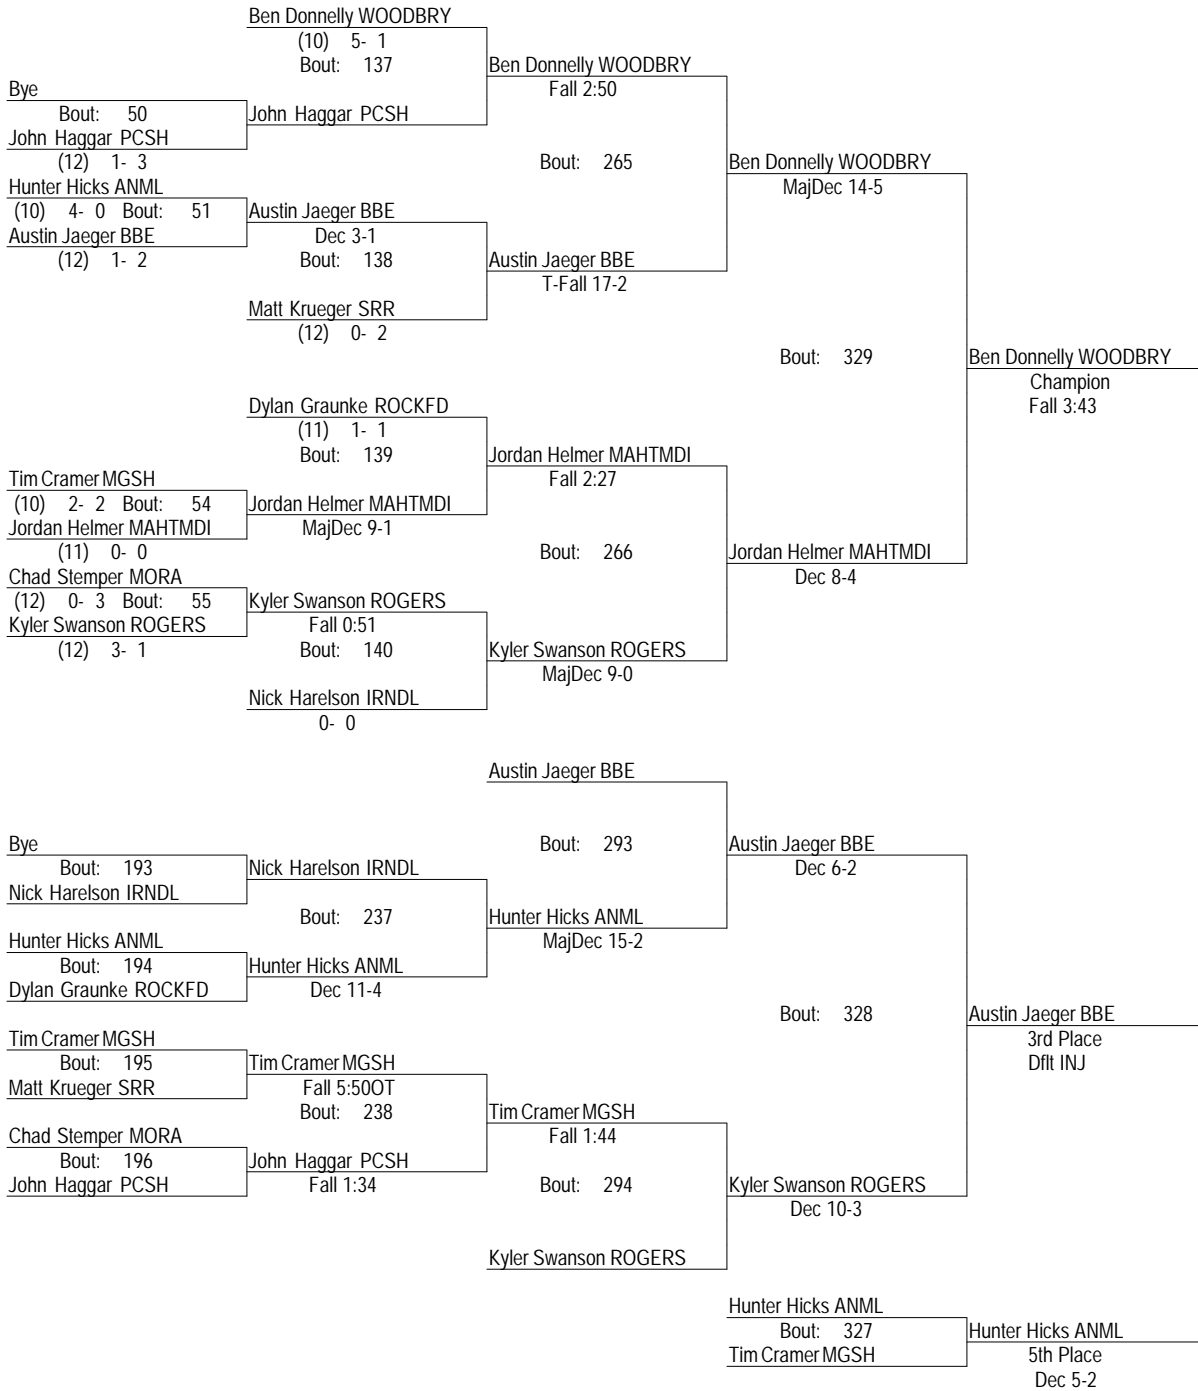 Ben Donnelly WOODBRY
(10) 5- 1
Bout: 137
Ben Donnelly WOODBRY
Fall 2:50
Bye
Bout: 50
John Haggar PCSH
John Haggar PCSH
(12) 1- 3
Bout: 265
Ben Donnelly WOODBRY
MajDec 14-5
Hunter Hicks ANML
(10) 4- 0 Bout: 51
Austin Jaeger BBE
Austin Jaeger BBE
Dec 3-1
(12) 1- 2
Bout: 138
Austin Jaeger BBE
T-Fall 17-2
Matt Krueger SRR
(12) 0- 2
Bout: 329
Ben Donnelly WOODBRY
Champion
Fall 3:43
Dylan Graunke ROCKFD
(11) 1- 1
Bout: 139
Jordan Helmer MAHTMDI
Fall 2:27
Tim Cramer MGSH
(10) 2- 2 Bout: 54
Jordan Helmer MAHTMDI
Jordan Helmer MAHTMDI
MajDec 9-1
(11) 0- 0
Bout: 266
Jordan Helmer MAHTMDI
Dec 8-4
Chad Stemper MORA
(12) 0- 3 Bout: 55
Kyler Swanson ROGERS
Kyler Swanson ROGERS
Fall 0:51
(12) 3- 1
Bout: 140
Kyler Swanson ROGERS
MajDec 9-0
Nick Harelson IRNDL
0- 0
Austin Jaeger BBE
Bout: 293
Austin Jaeger BBE
Dec 6-2
Bye
Bout: 193
Nick Harelson IRNDL
Nick Harelson IRNDL
Bout: 237
Hunter Hicks ANML
MajDec 15-2
Hunter Hicks ANML
Bout: 194
Hunter Hicks ANML
Dylan Graunke ROCKFD
Dec 11-4
Bout: 328
Austin Jaeger BBE
3rd Place
Dflt INJ
Tim Cramer MGSH
Bout: 195
Tim Cramer MGSH
Matt Krueger SRR
Fall 5:50OT
Bout: 238
Tim Cramer MGSH
Fall 1:44
Chad Stemper MORA
Bout: 196
John Haggar PCSH
John Haggar PCSH
Fall 1:34
Bout: 294
Kyler Swanson ROGERS
Dec 10-3
Kyler Swanson ROGERS
Hunter Hicks ANML
Bout: 327
Hunter Hicks ANML
Tim Cramer MGSH
5th Place
Dec 5-2